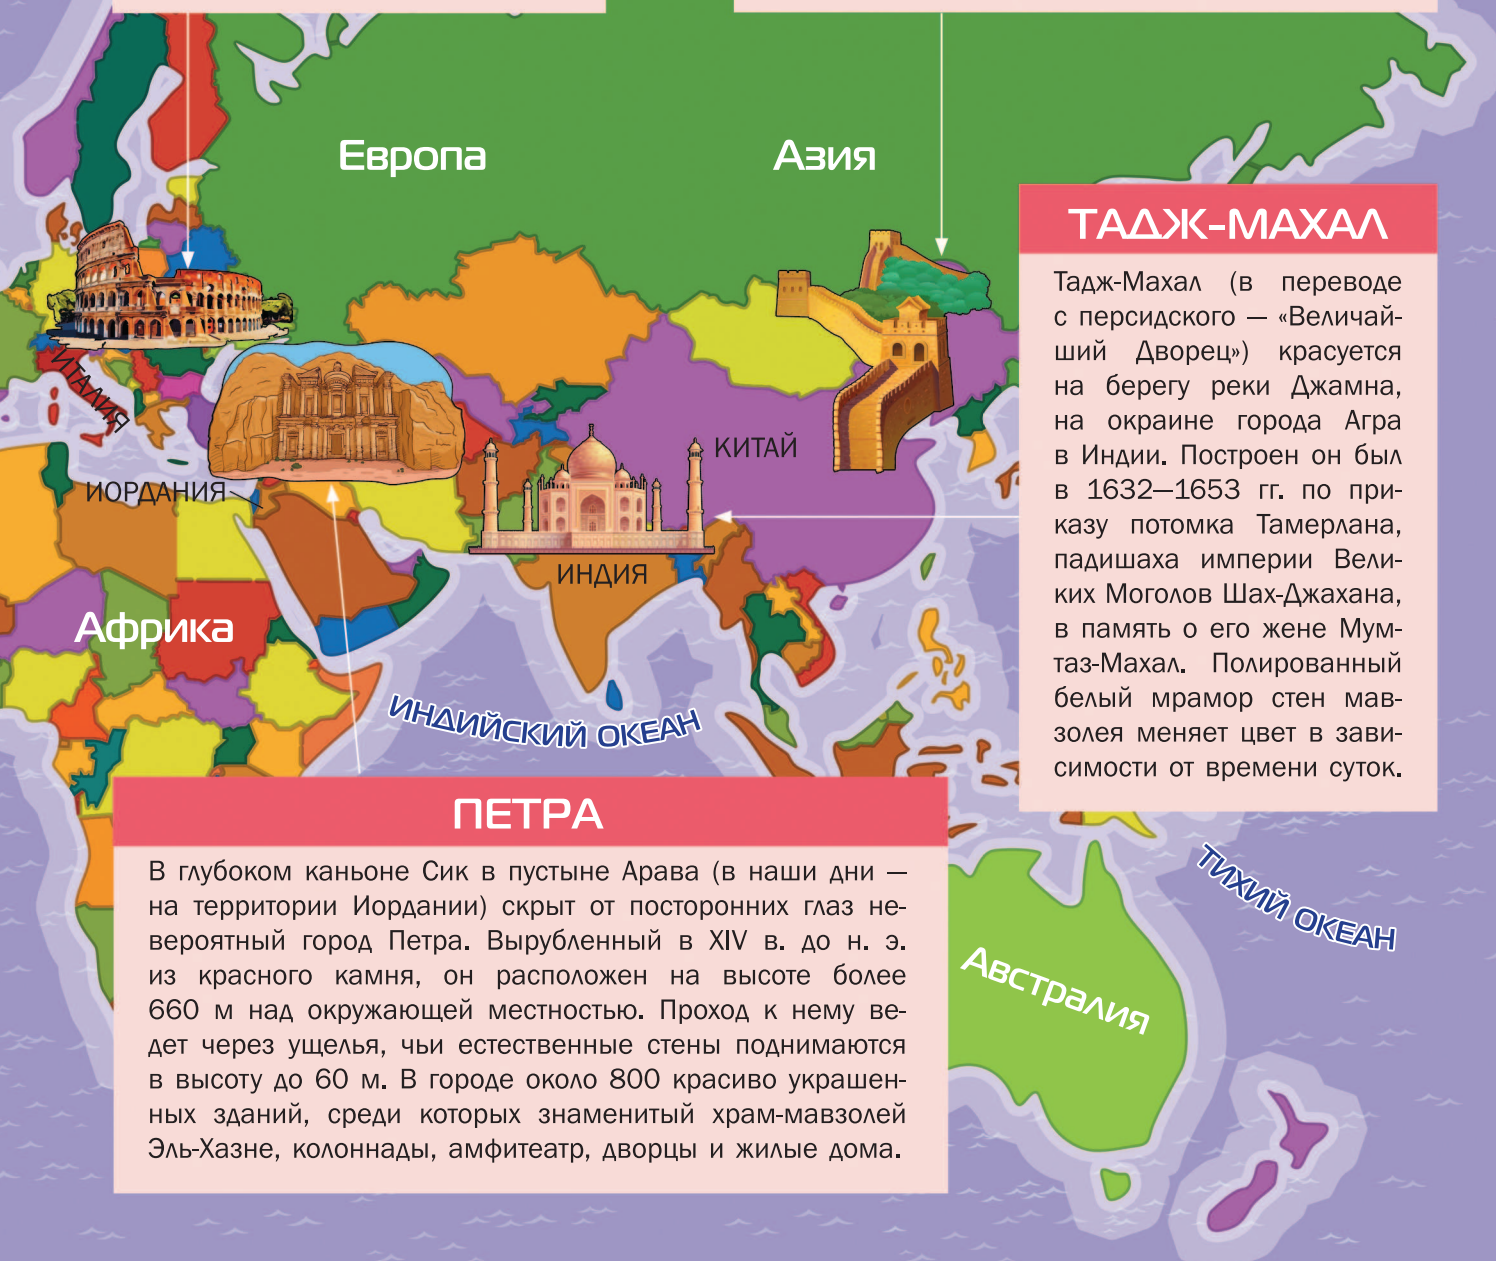 Европа
Азия
ТАДЖ-МАХАЛ
Тадж-Махал (в переводе
с персидского — «Величай-
ший Дворец») красуется
на берегу реки Джамна,
на окраине города Агра
в Индии. Построен он был
в 1632—1653 гг. по при-
казу потомка Тамерлана,
падишаха империи Вели-
ких Моголов Шах-Джахана,
в память о его жене Мум-
таз-Махал. Полированный
белый мрамор стен мав-
золея меняет цвет в зави-
симости от времени суток.
ИТАЛИЯ
КИТАЙ
ИОРДАНИЯ
ИНДИЯ
Африка
ИНДИЙСКИЙ ОКЕАН
ПЕТРА
В глубоком каньоне Сик в пустыне Арава (в наши дни —
на территории Иордании) скрыт от посторонних глаз не-
вероятный город Петра. Вырубленный в XIV в. до н. э.
из красного камня, он расположен на высоте более
660 м над окружающей местностью. Проход к нему ве-
дет через ущелья, чьи естественные стены поднимаются
в высоту до 60 м. В городе около 800 красиво украшен-
ных зданий, среди которых знаменитый храм-мавзолей
Эль-Хазне, колоннады, амфитеатр, дворцы и жилые дома.
ТИХИЙ ОКЕАН
Австралия